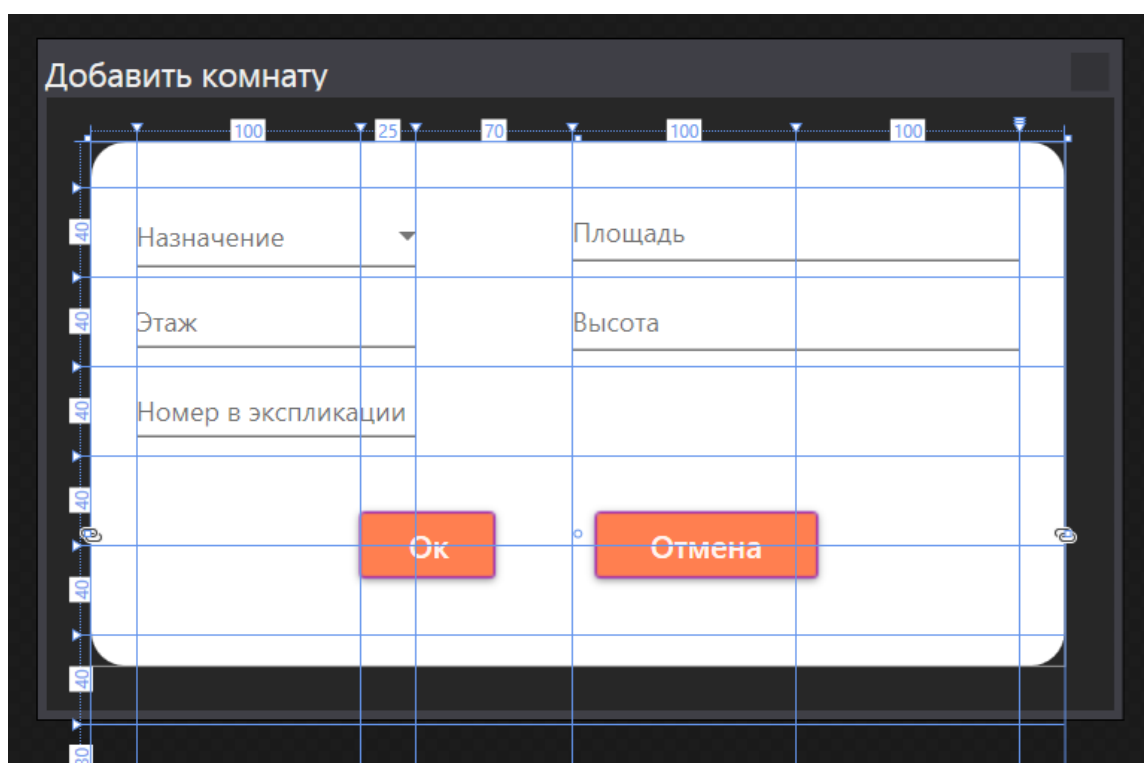 Добавить комнату
100 25 70 100 100
40
Назначение Площадь
40
Этаж Высота
40
Номер в экспликации
40
Ок Отмена
40
40